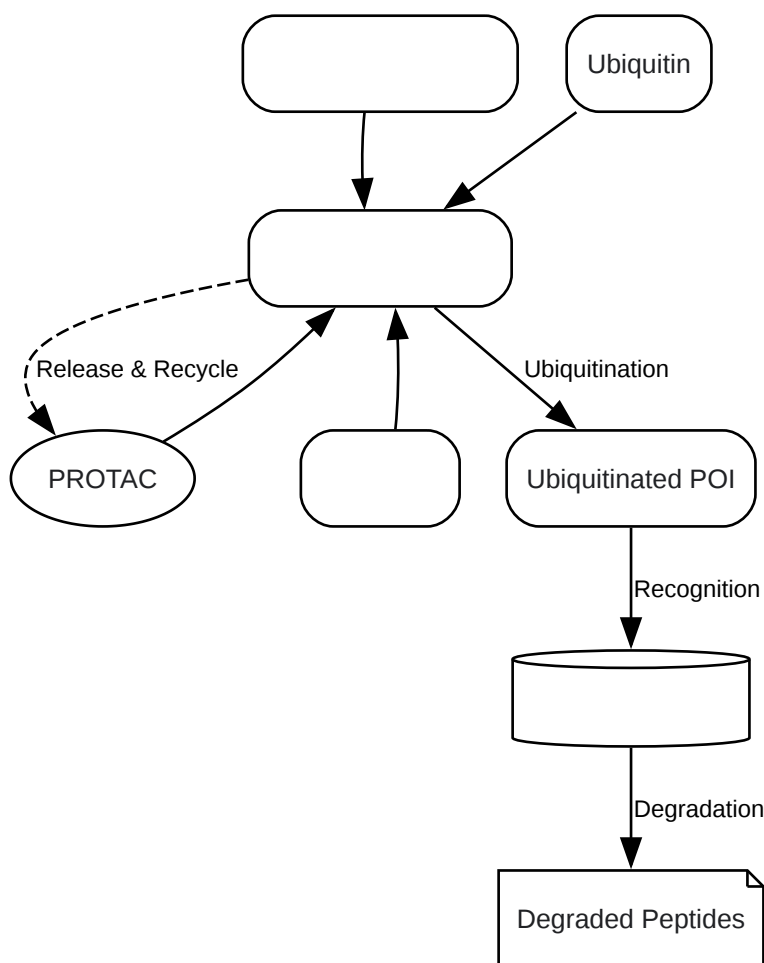 Ubiquitin
Release & Recycle
Ubiquitination
PROTAC
Ubiquitinated POI
Recognition
Degradation
Degraded Peptides